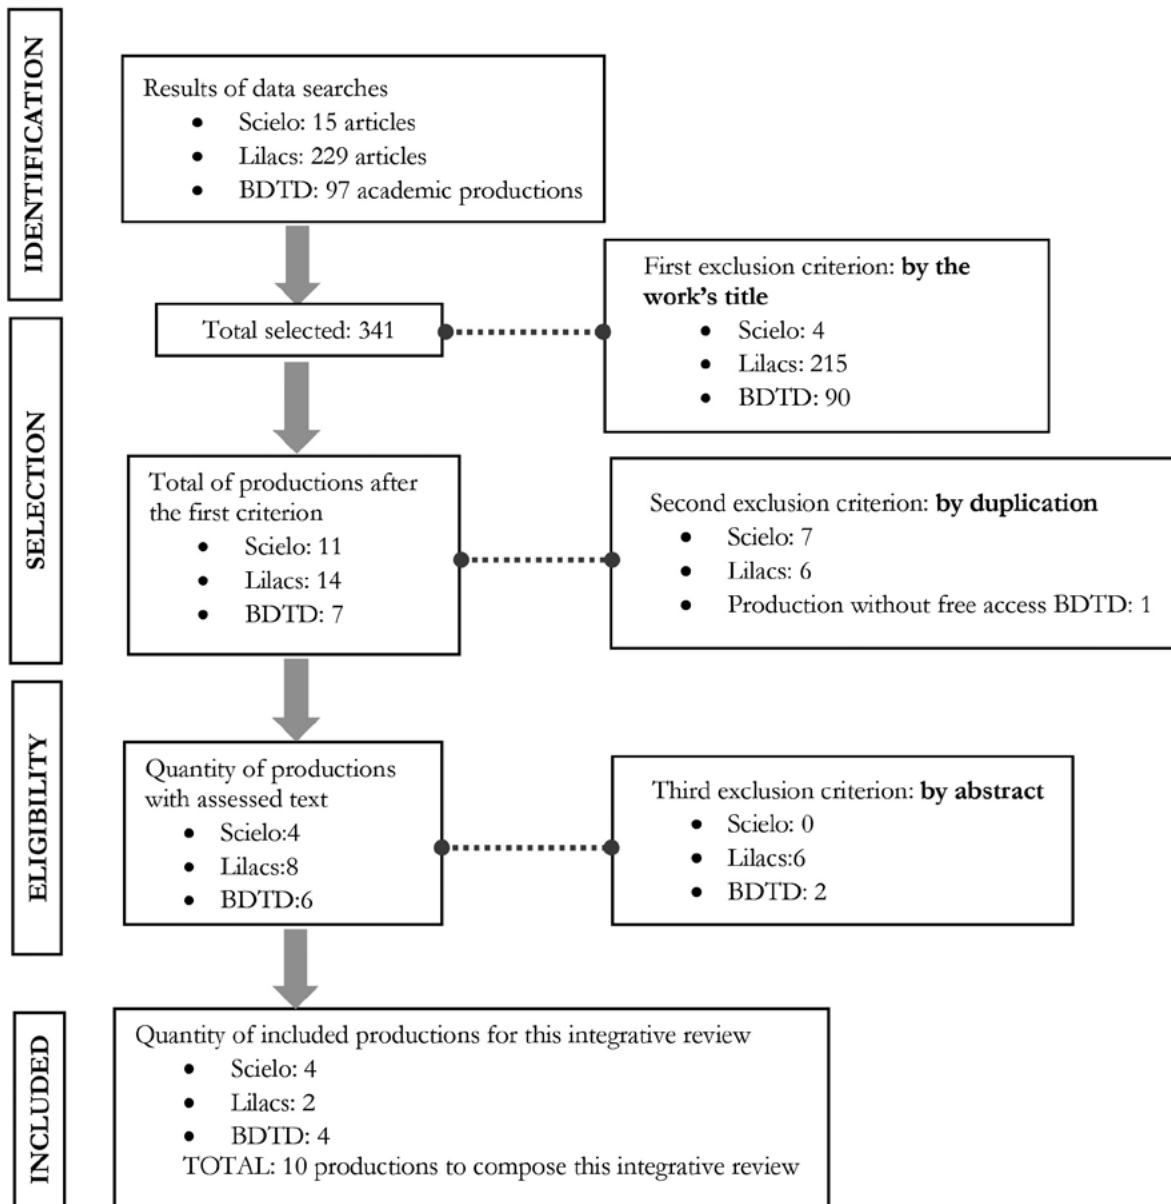 IDENTIFICATION
Results of data searches
• Scielo: 15 articles
• Lilacs: 229 articles
• BDTD: 97 academic productions
First exclusion criterion: by the
work's title
• Scielo: 4
• Lilacs: 215
• BDTD: 90
Total selected: 341
SELECTION
Total of productions after
the first criterion
• Scielo: 11
• Lilacs: 14
• BDTD: 7
Second exclusion criterion: by duplication
• Scielo: 7
• Lilacs: 6
• Production without free access BDTD: 1
ELIGIBILITY
Quantity of productions
with assessed text
• Scielo:4
• Lilacs:8
• BDTD:6
Third exclusion criterion: by abstract
• Scielo: 0
• Lilacs:6
• BDTD: 2
INCLUDED
Quantity of included productions for this integrative review
• Scielo: 4
• Lilacs: 2
• BDTD: 4
TOTAL: 10 productions to compose this integrative review